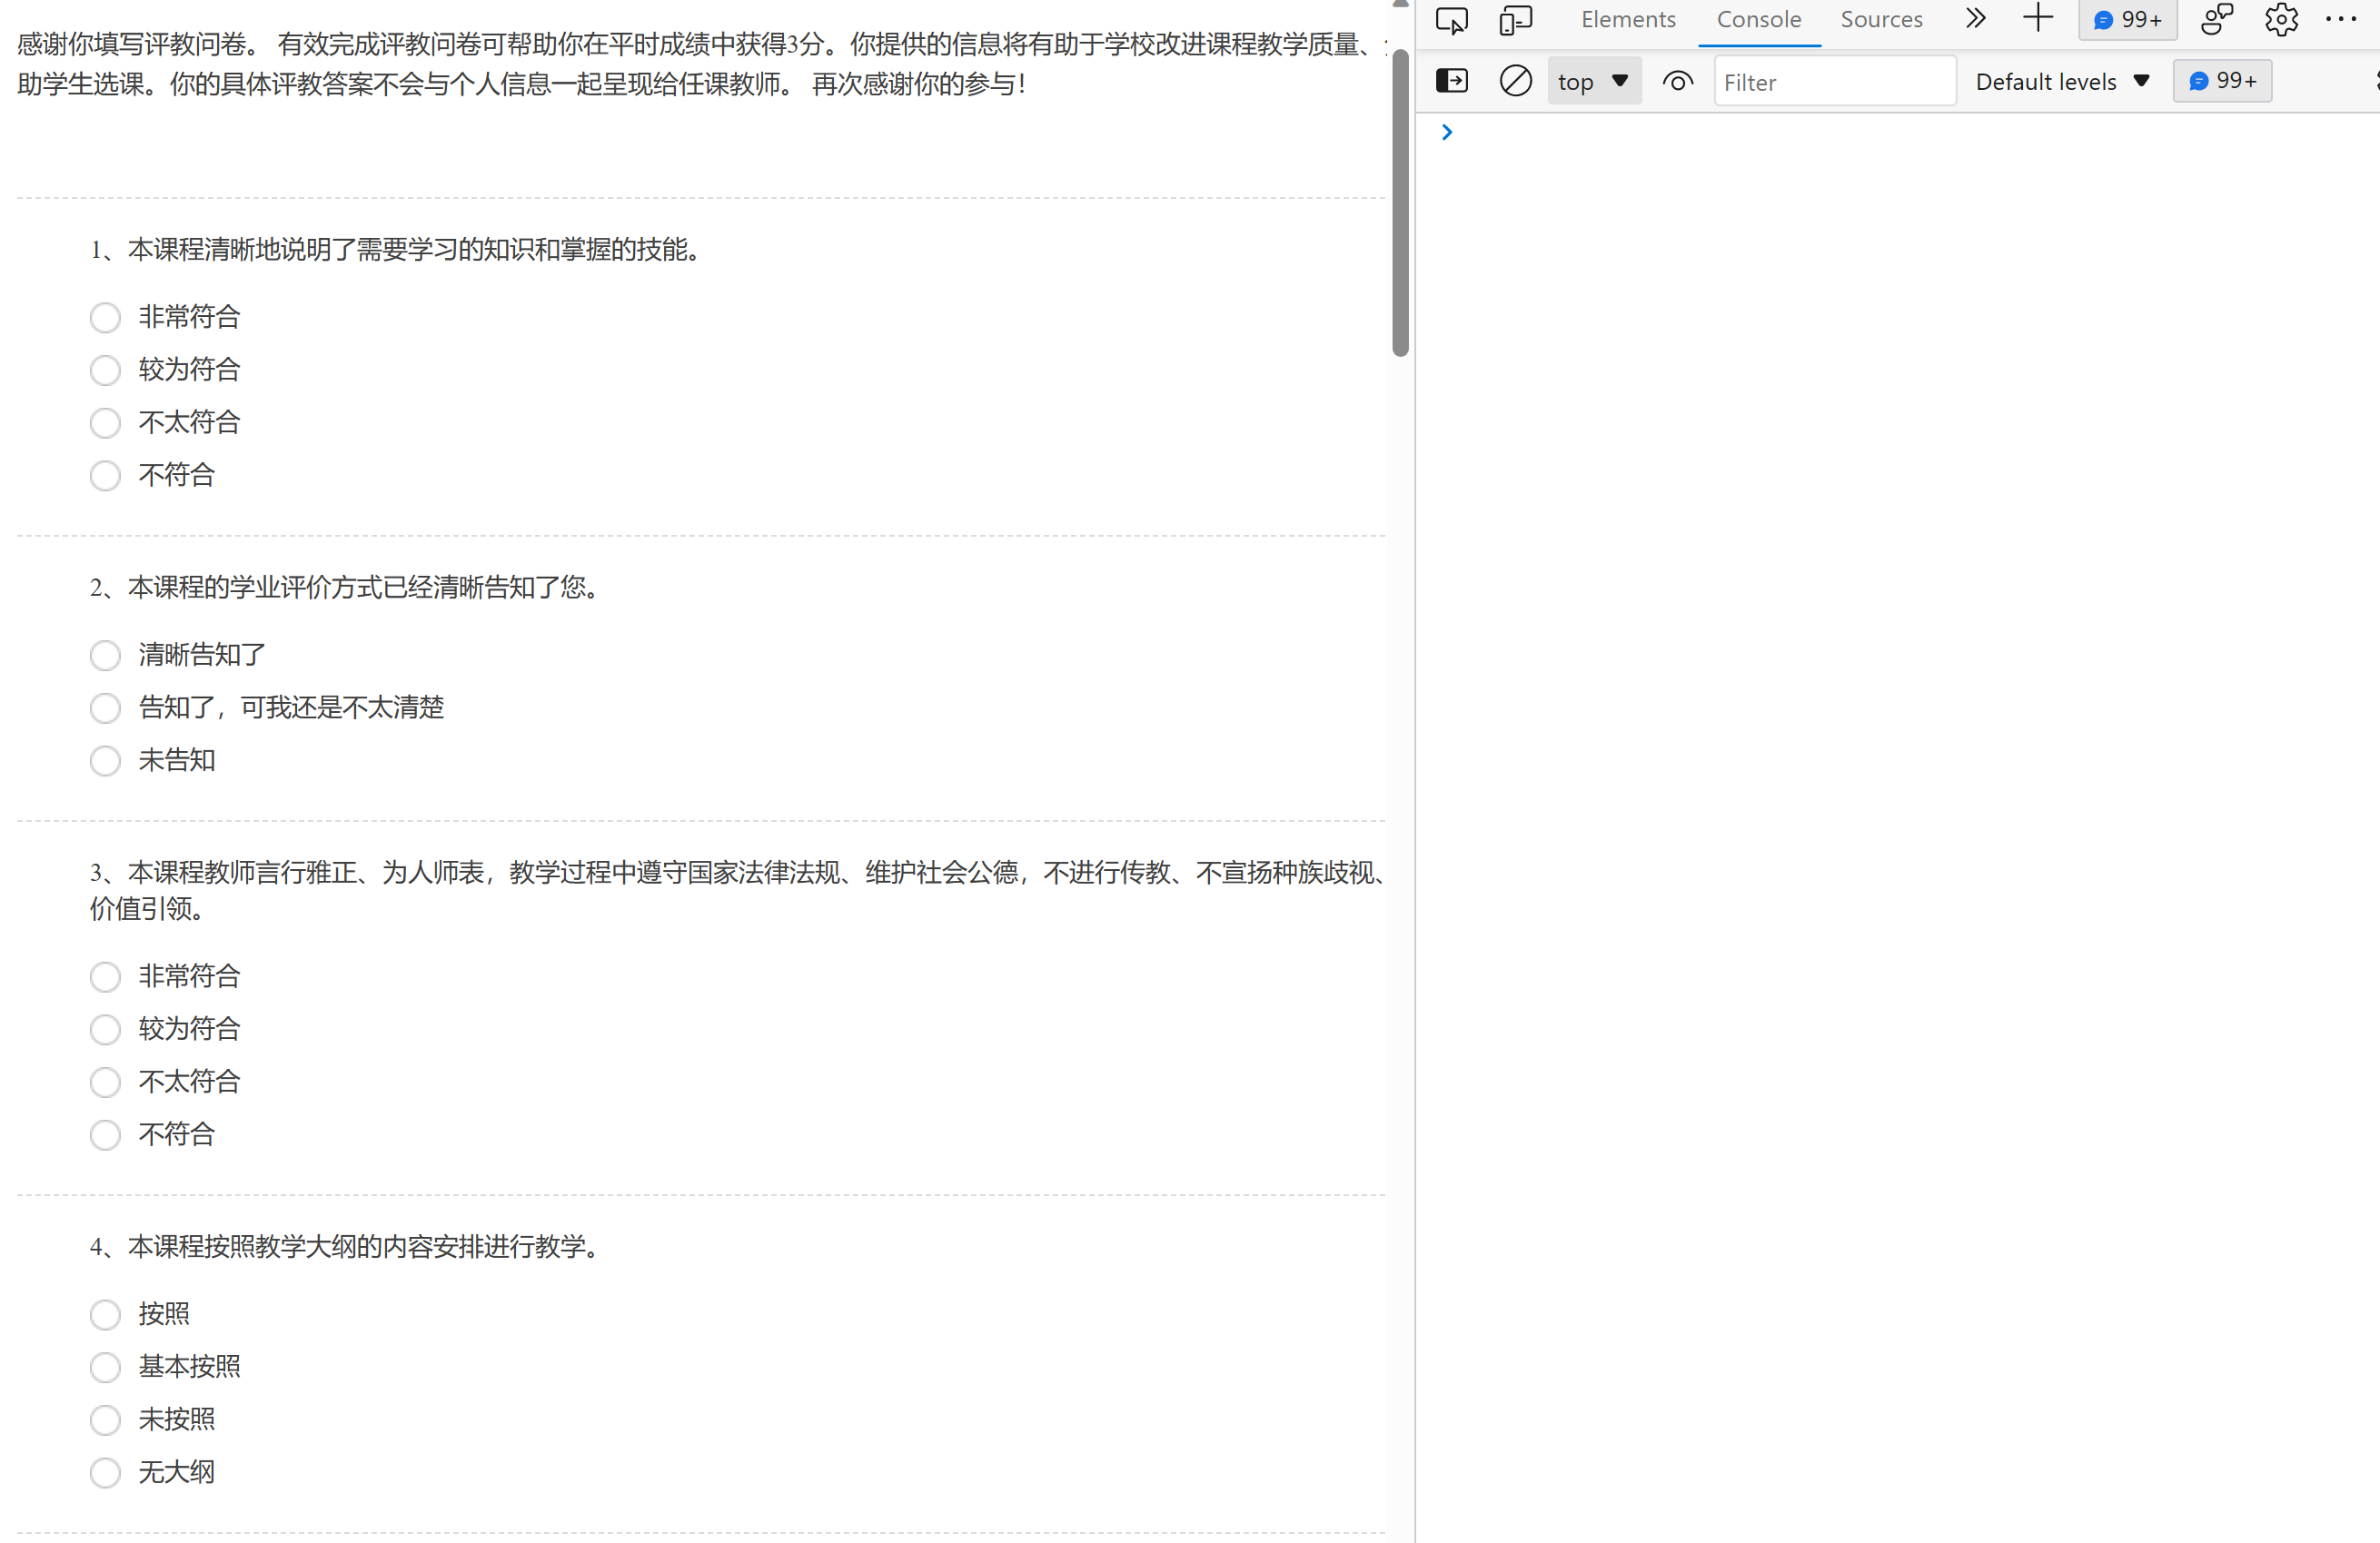 感谢你填写评教问卷。 有效完成评教问卷可帮助你在平时成绩中获得3分。你提供的信息将有助于学校改进课程教学质量、
助学生选课。你的具体评教答案不会与个人信息一起呈现给任课教师。 再次感谢你的参与！
1、本课程清晰地说明了需要学习的知识和掌握的技能。
非常符合
较为符合
不太符合
不符合
2、本课程的学业评价方式已经清晰告知了您。
清晰告知了
告知了，可我还是不太清楚
未告知
3、本课程教师言行雅正、为人师表，教学过程中遵守国家法律法规、维护社会公德，不进行传教、不宣扬种族歧视、
价值引领。
非常符合
较为符合
不太符合
不符合
4、本课程按照教学大纲的内容安排进行教学。
按照
基本按照
未按照
无大纲
Elements Console Sources 99+
top Filter Default levels 99+